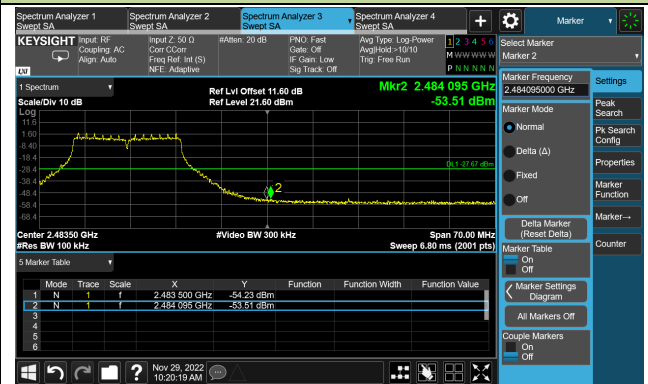 Spectrum Analyzer 1
Swept SA
Spectrum Analyzer 2
Swept SA
Spectrum Analyzer 3
Swept SA
Spectrum Analyzer 4
Swept SA
Marker
KEYSIGHT
LXI
Input: RF
Coupling: AC
Align: Auto
Input Z: 50 Ω
Corr CCorr
Freq Ref: Int (S)
NFE: Adaptive
#Atten: 20 dB
PNO: Fast
Gate: Off
IF Gain: Low
Sig Track: Off
Avg Type: Log-Power
Avg|Hold:>10/10
Trig: Free Run
1 2 3 4 5 6
M W W W W W
P N N N N N
Select Marker
Marker 2
1 Spectrum
Scale/Div 10 dB
Ref Lvl Offset 11.60 dB
Ref Level 21.60 dBm
Mkr2 2.484 095 GHz
-53.51 dBm
Log
11.6
1.60
-8.40
-18.4
-28.4
-38.4
-48.4
-58.4
-68.4
DL1 -27.67 dBm
2
Center 2.48350 GHz
#Res BW 100 kHz
#Video BW 300 kHz
Span 70.00 MHz
Sweep 6.80 ms (2001 pts)
5 Marker Table
Mode Trace Scale X Y Function Function Width Function Value
1 N 1 f 2.483 500 GHz -54.23 dBm
2 N 1 f 2.484 095 GHz -53.51 dBm
3
4
5
6
Nov 29, 2022
10:20:19 AM
Marker Frequency
2.484095000 GHz
Marker Mode
Normal
Delta (Δ)
Fixed
Off
Delta Marker
(Reset Delta)
Marker Table
On
Off
Marker Settings
Diagram
All Markers Off
Couple Markers
On
Off
Settings
Peak
Search
Pk Search
Config
Properties
Marker
Function
Marker→
Counter